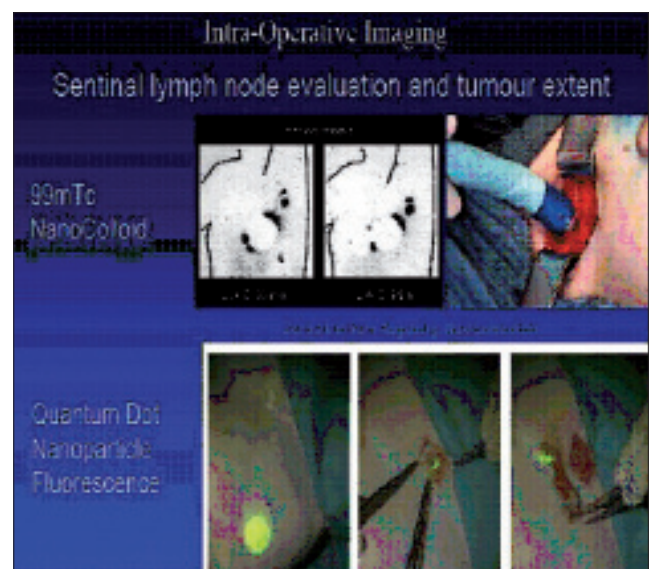 Intra-Operative Imaging
Sentinal lymph node evaluation and tumour extent
99mTc
NanoColloid
Quantum Dot
Nanoparticle
Fluorescence